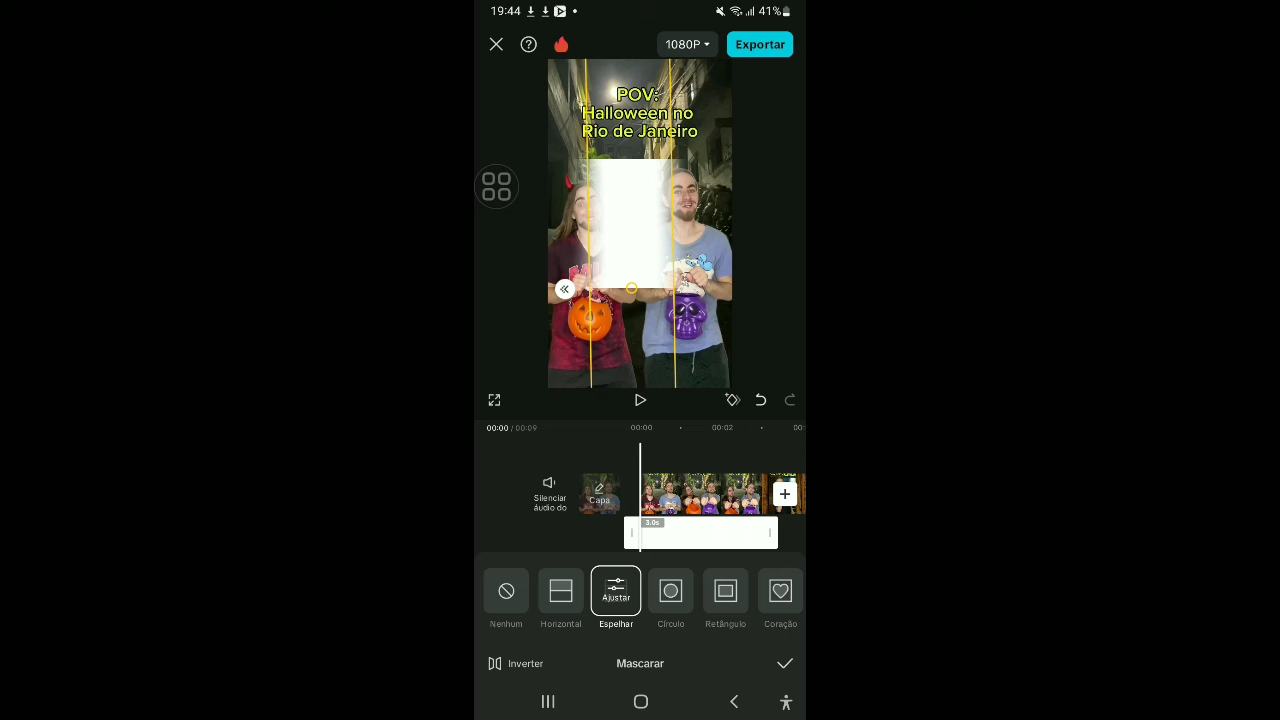 19:44
41%
1080P
Exportar
POV:
Halloween no
Rio de Janeiro
00:00 / 00:09
00:00
00:02
00:
Silenciar
áudio do
Capa
3.0s
Ajustar
Nenhum
Horizontal
Espelhar
Círculo
Retângulo
Coração
Inverter
Mascarar